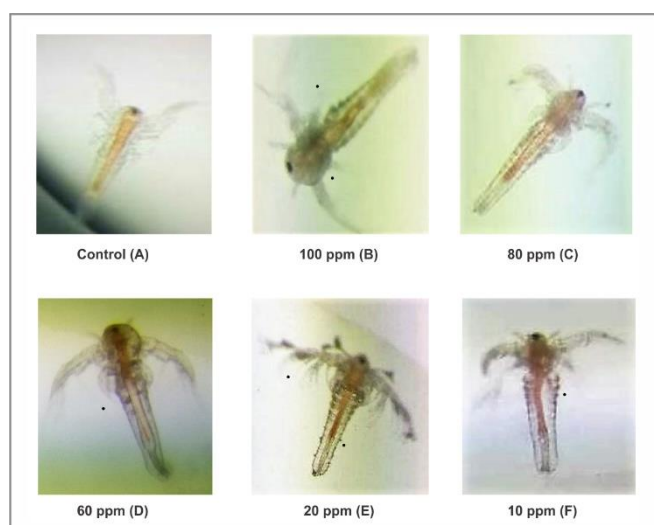 Control (A)
100 ppm (B)
80 ppm (C)
60 ppm (D)
20 ppm (E)
10 ppm (F)